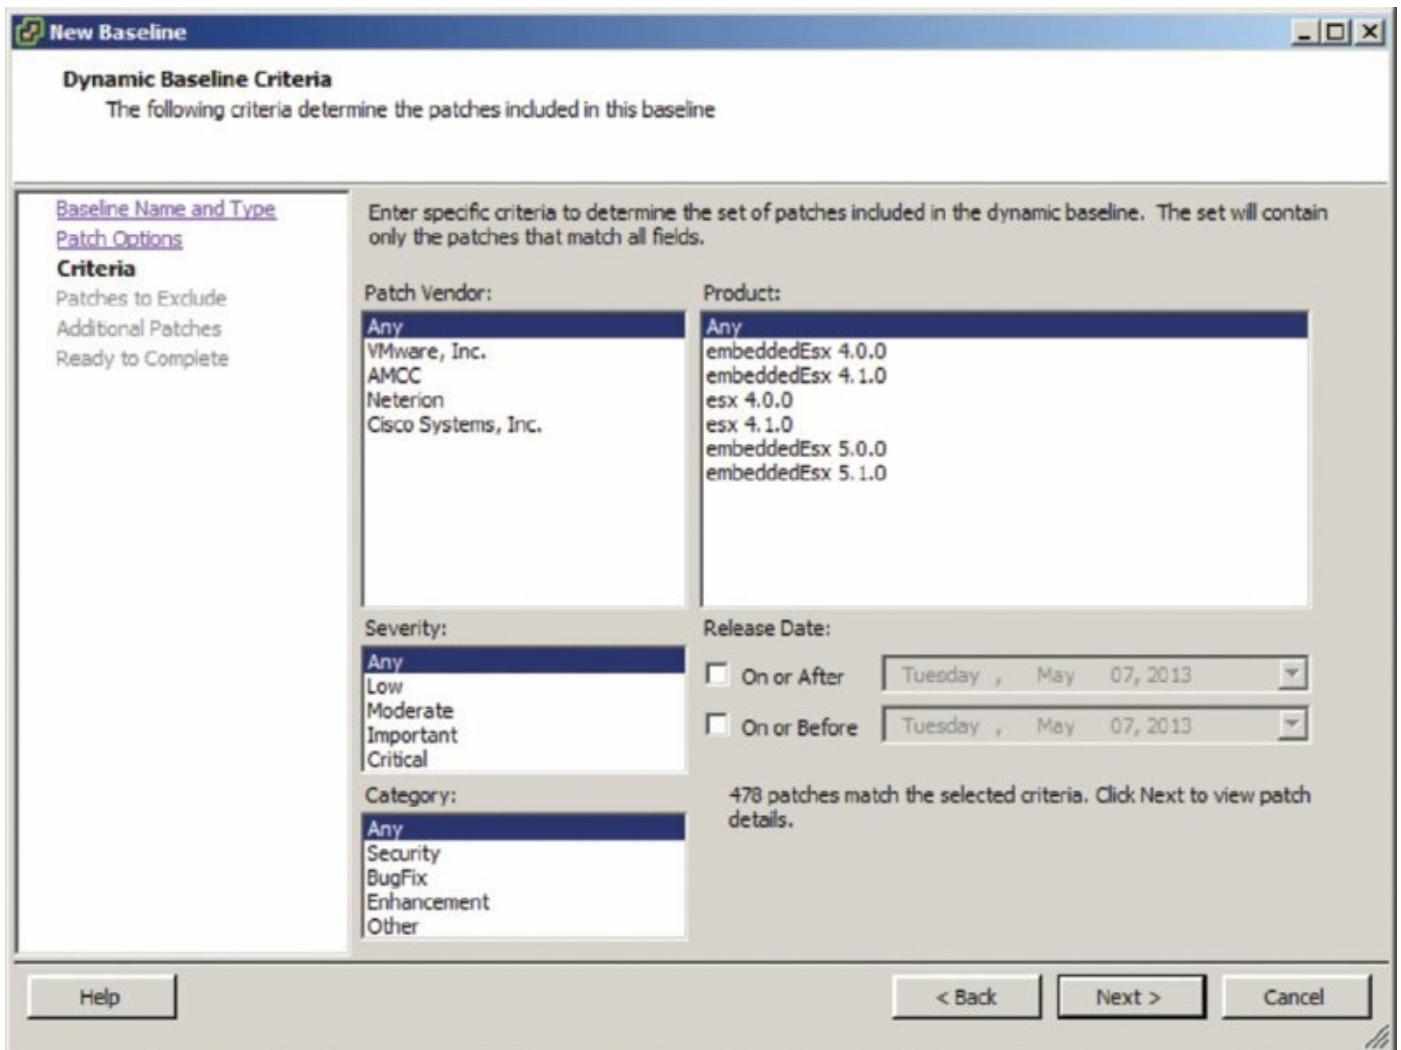 New Baseline
Dynamic Baseline Criteria
The following criteria determine the patches included in this baseline
Baseline Name and Type
Patch Options
Criteria
Patches to Exclude
Additional Patches
Ready to Complete
Enter specific criteria to determine the set of patches included in the dynamic baseline. The set will contain
only the patches that match all fields.
Patch Vendor:
Any
VMware, Inc.
AMCC
Neterion
Cisco Systems, Inc.
Product:
Any
embeddedEsx 4.0.0
embeddedEsx 4.1.0
esx 4.0.0
esx 4.1.0
embeddedEsx 5.0.0
embeddedEsx 5.1.0
Severity:
Any
Low
Moderate
Important
Critical
Release Date:
On or After Tuesday , May 07, 2013
On or Before Tuesday , May 07, 2013
Category:
Any
Security
BugFix
Enhancement
Other
478 patches match the selected criteria. Click Next to view patch
details.
Help
< Back
Next >
Cancel